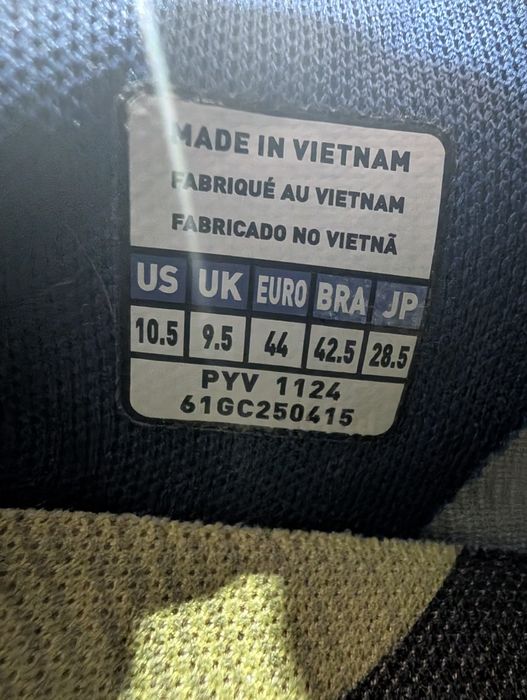 MADE IN VIETNAM
FABRIQUÉ AU VIETNAM
FABRICADO NO VIETNÃ
US UK EURO BRA JP
10.5 9.5 44 42.5 28.5
PYV 1124
61GC250415